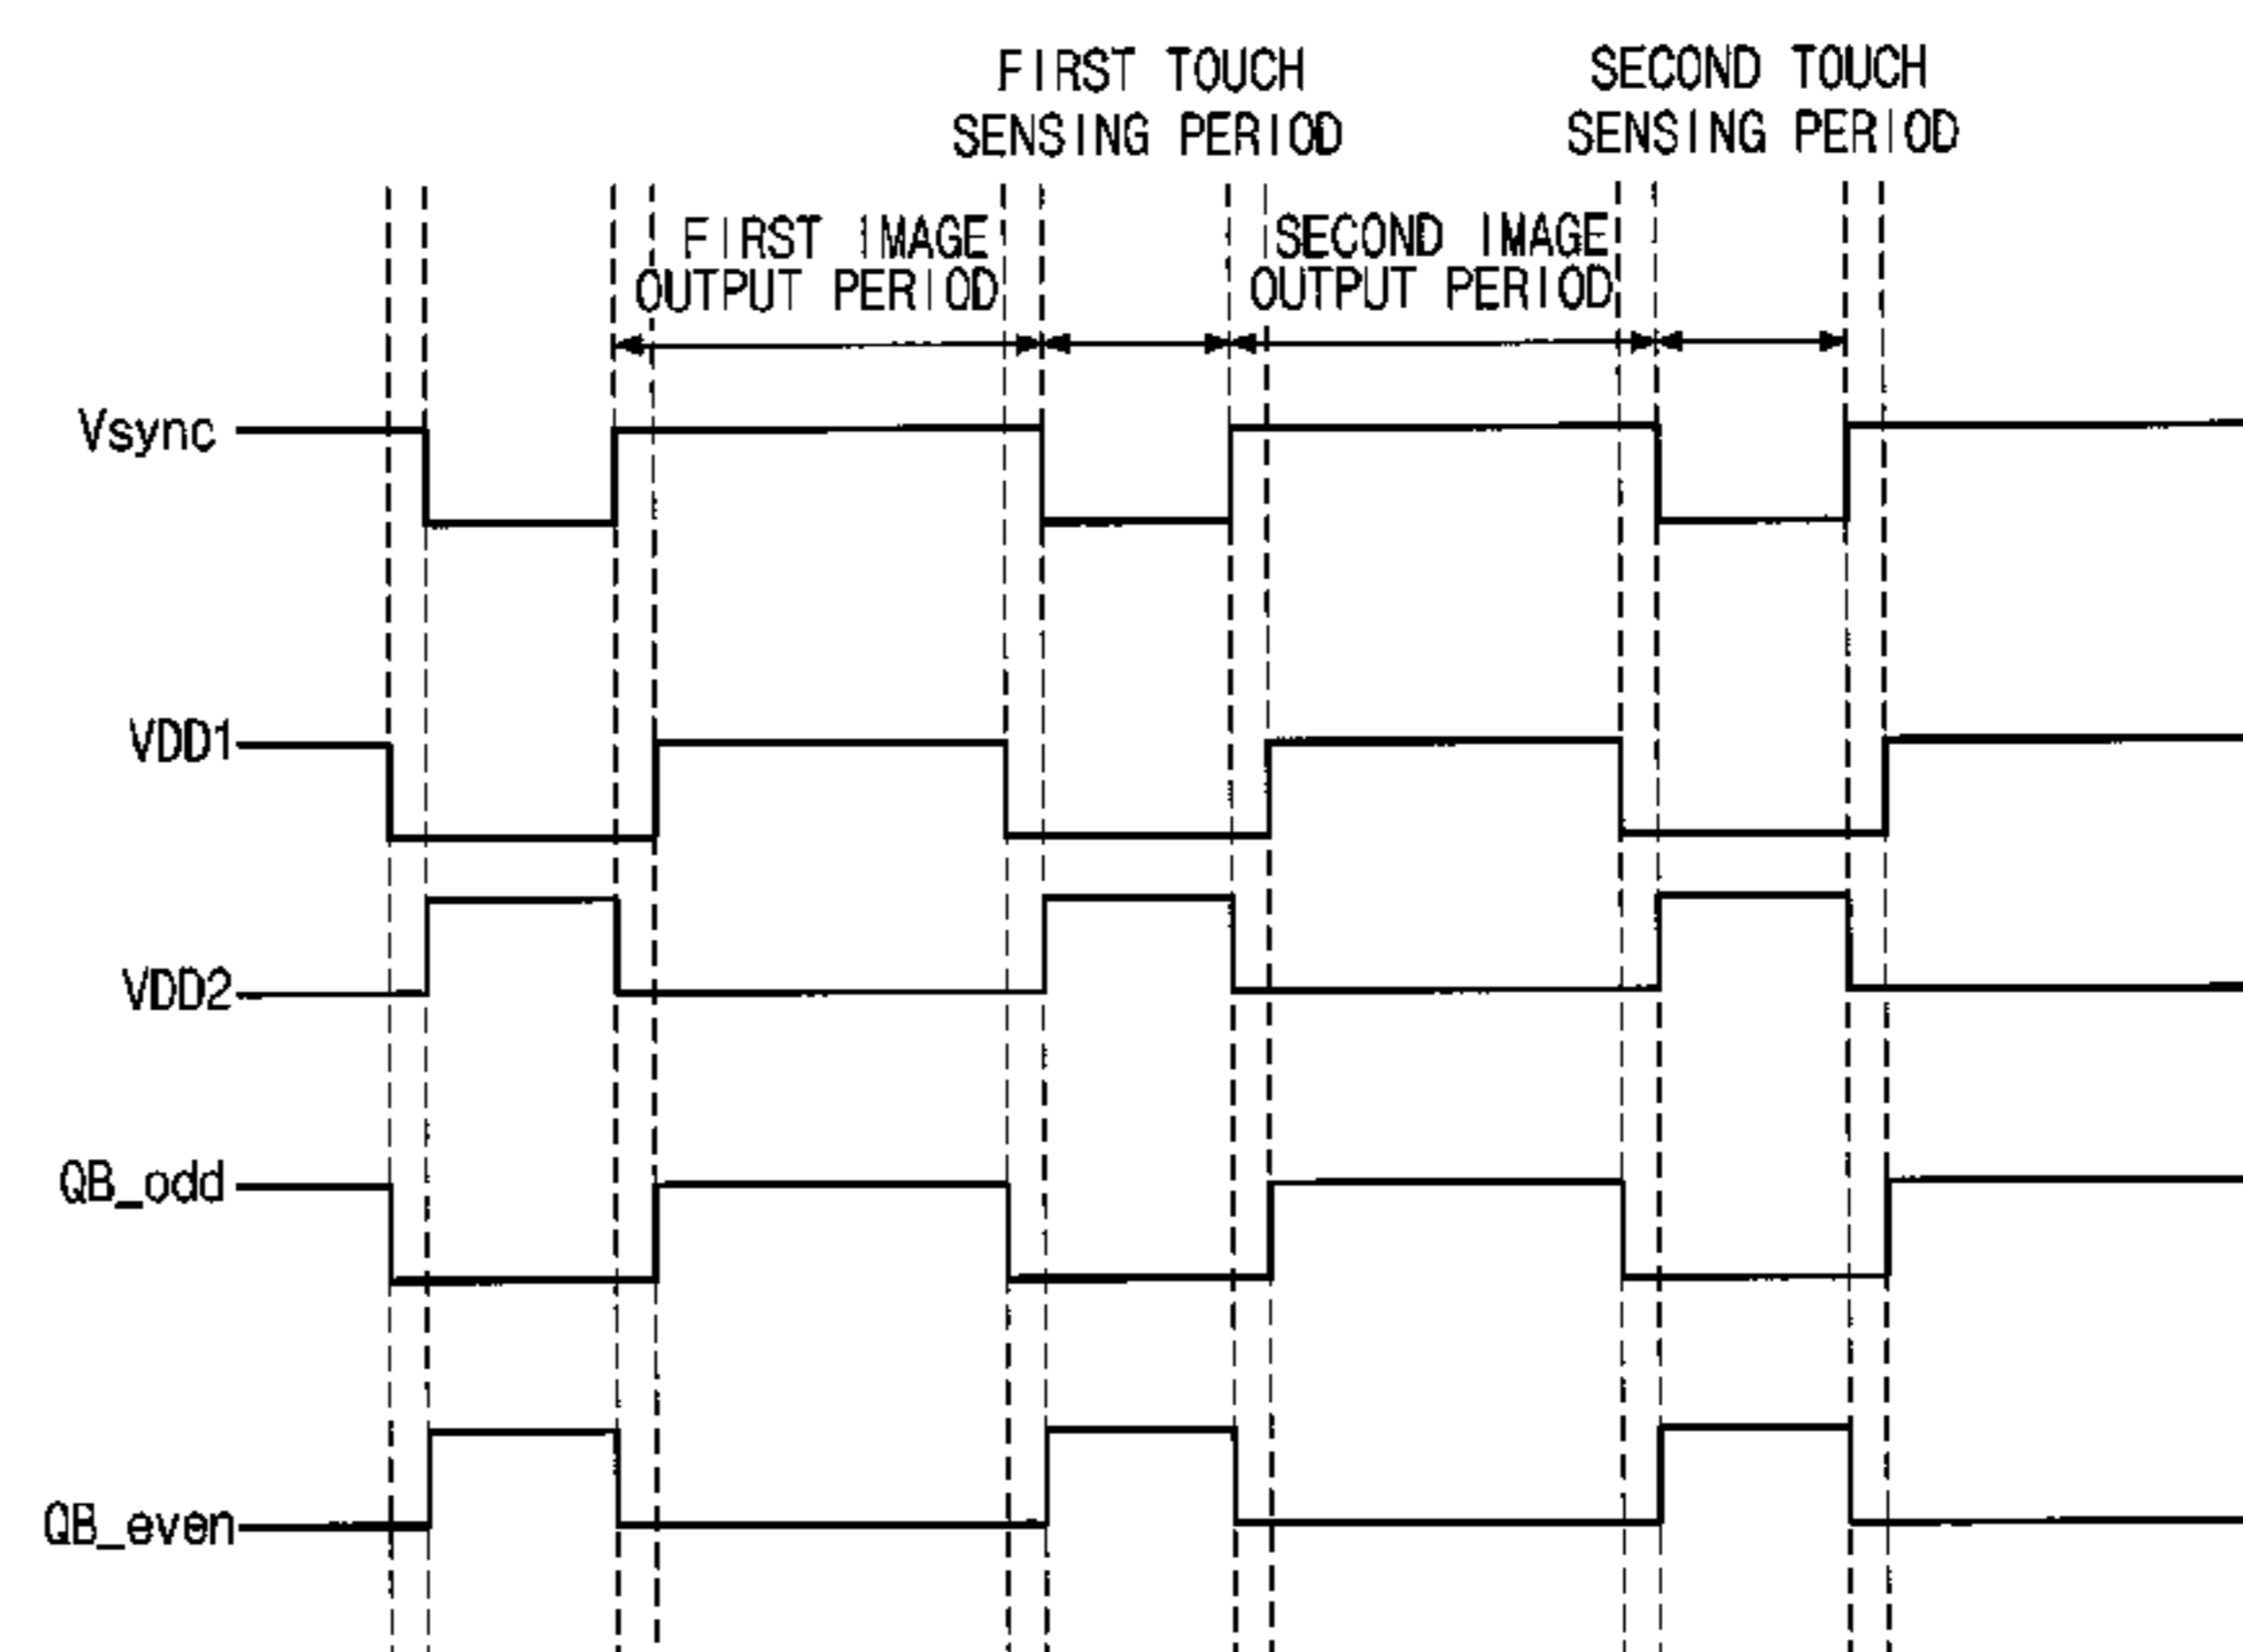 FIRST TOUCH
SENSING PERIOD
SECOND TOUCH
SENSING PERIOD
FIRST IMAGE
OUTPUT PERIOD
SECOND IMAGE
OUTPUT PERIOD
Vsync
VDD1
VDD2
QB_odd
QB_even